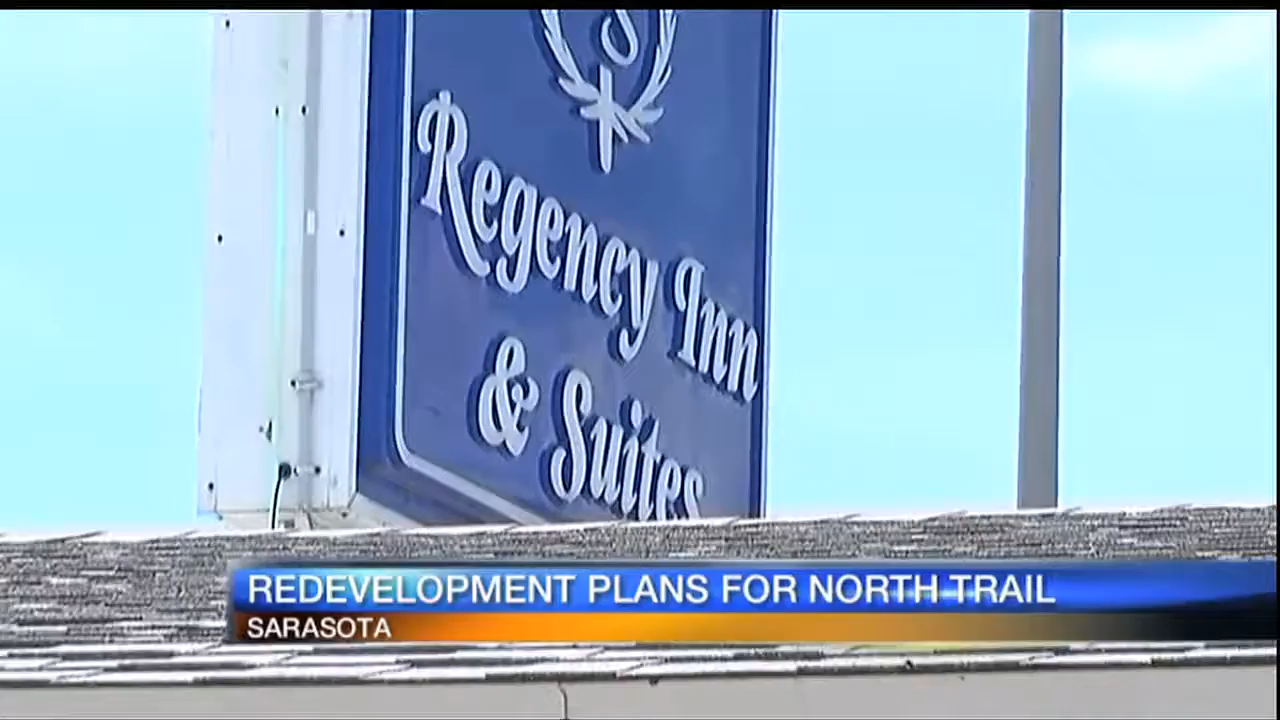 Regency Inn
& Suites
REDEVELOPMENT PLANS FOR NORTH TRAIL
SARASOTA